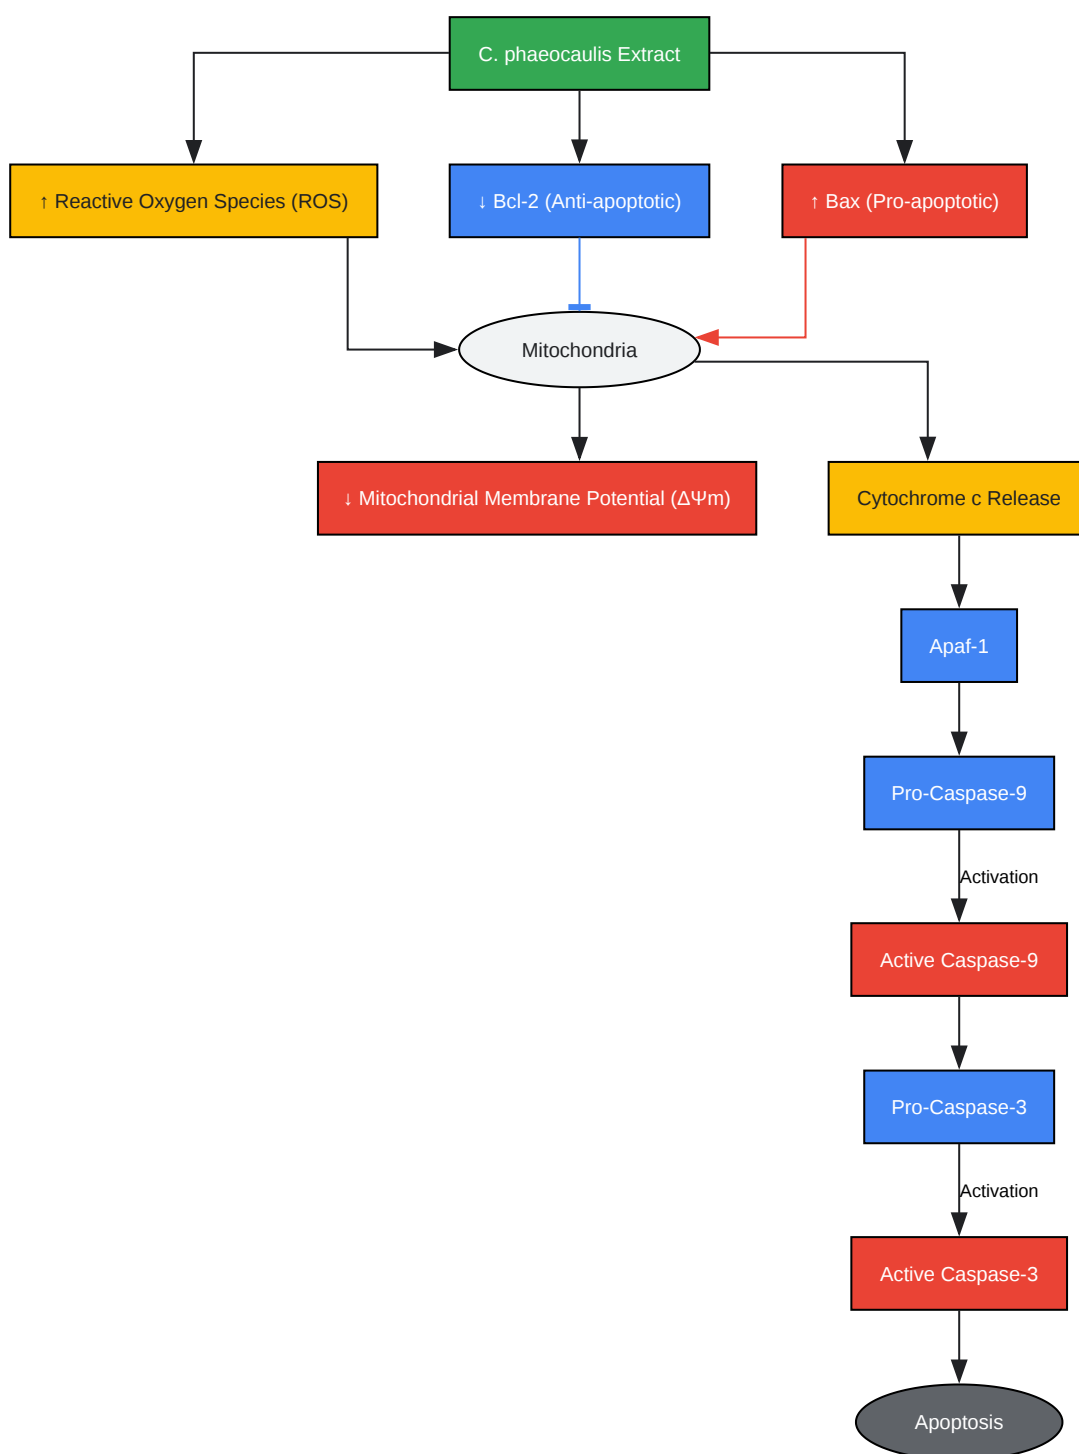 C. phaeocaulis Extract
↑ Reactive Oxygen Species (ROS)
↓ Bcl-2 (Anti-apoptotic)
↑ Bax (Pro-apoptotic)
Mitochondria
↓ Mitochondrial Membrane Potential (ΔΨm)
Cytochrome c Release
Apaf-1
Pro-Caspase-9
Activation
Active Caspase-9
Pro-Caspase-3
Activation
Active Caspase-3
Apoptosis